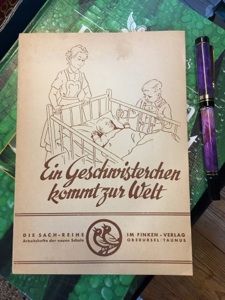 Ein Geschwisterchen
kommt zur Welt
DIE SACH-REIHE
Arbeitshefte der neuen Schule
IM FINKEN-VERLAG
OBERURSEL/TAUNUS